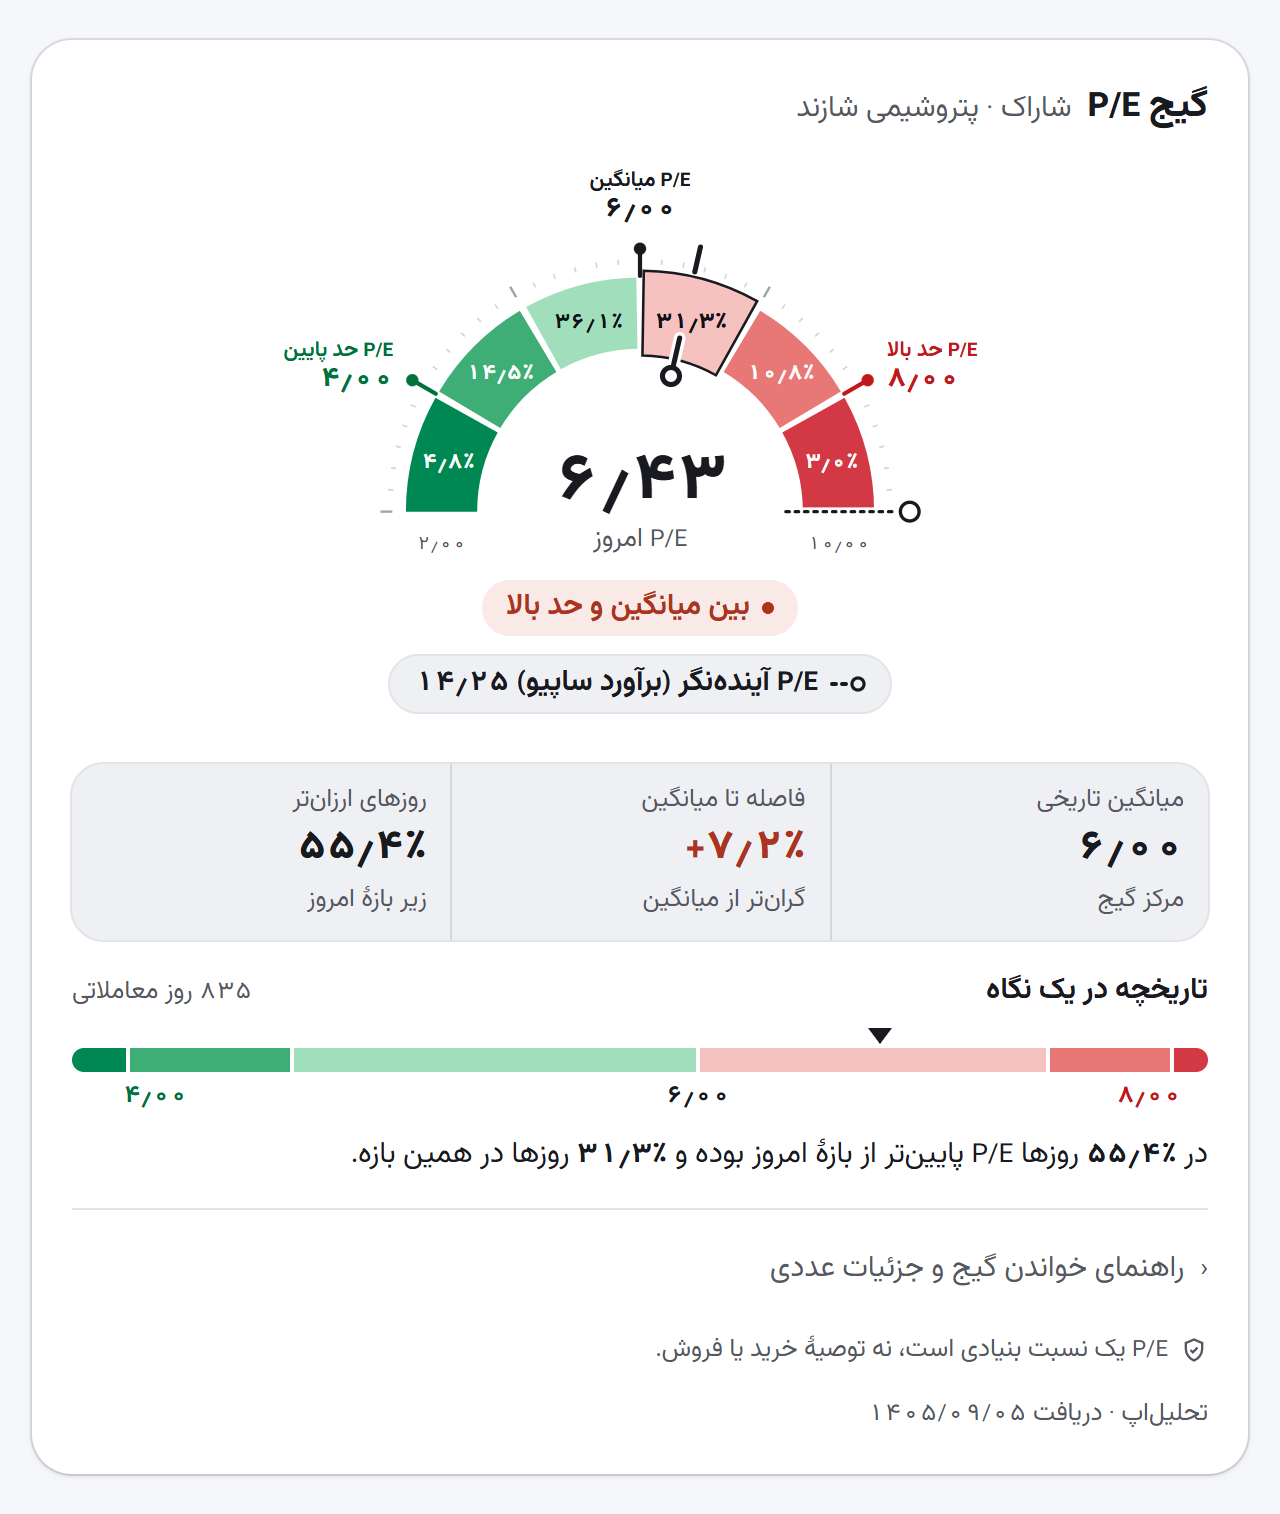 گیج P/E شاراک · پتروشیمی شازند
P/E میانگین
۶٫۰۰
P/E حد پایین
۴٫۰۰
P/E حد بالا
۸٫۰۰
۴٫۸٪
۱۴٫۵٪
۳۶٫۱٪
۳۱٫۳٪
۱۰٫۸٪
۳٫۰٪
۶٫۴۳
P/E امروز
۲٫۰۰
۱۰٫۰۰
بین میانگین و حد بالا
P/E آینده‌نگر (برآورد ساپیو) ۱۴٫۲۵
میانگین تاریخی
۶٫۰۰
مرکز گیج
فاصله تا میانگین
+۷٫۲٪
گران‌تر از میانگین
روزهای ارزان‌تر
۵۵٫۴٪
زیر بازهٔ امروز
تاریخچه در یک نگاه
۸۳۵ روز معاملاتی
۸٫۰۰
۶٫۰۰
۴٫۰۰
در ۵۵٫۴٪ روزها P/E پایین‌تر از بازهٔ امروز بوده و ۳۱٫۳٪ روزها در همین بازه.
راهنمای خواندن گیج و جزئیات عددی
P/E یک نسبت بنیادی است، نه توصیهٔ خرید یا فروش.
تحلیل‌اپ · دریافت ۱۴۰۵/۰۹/۰۵